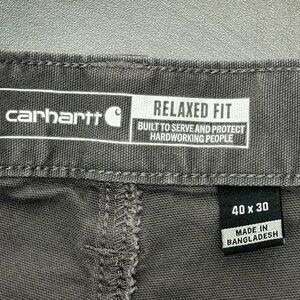 carhartt
RELAXED FIT
BUILT TO SERVE AND PROTECT
HARDWORKING PEOPLE
40 x 30
MADE IN
BANGLADESH